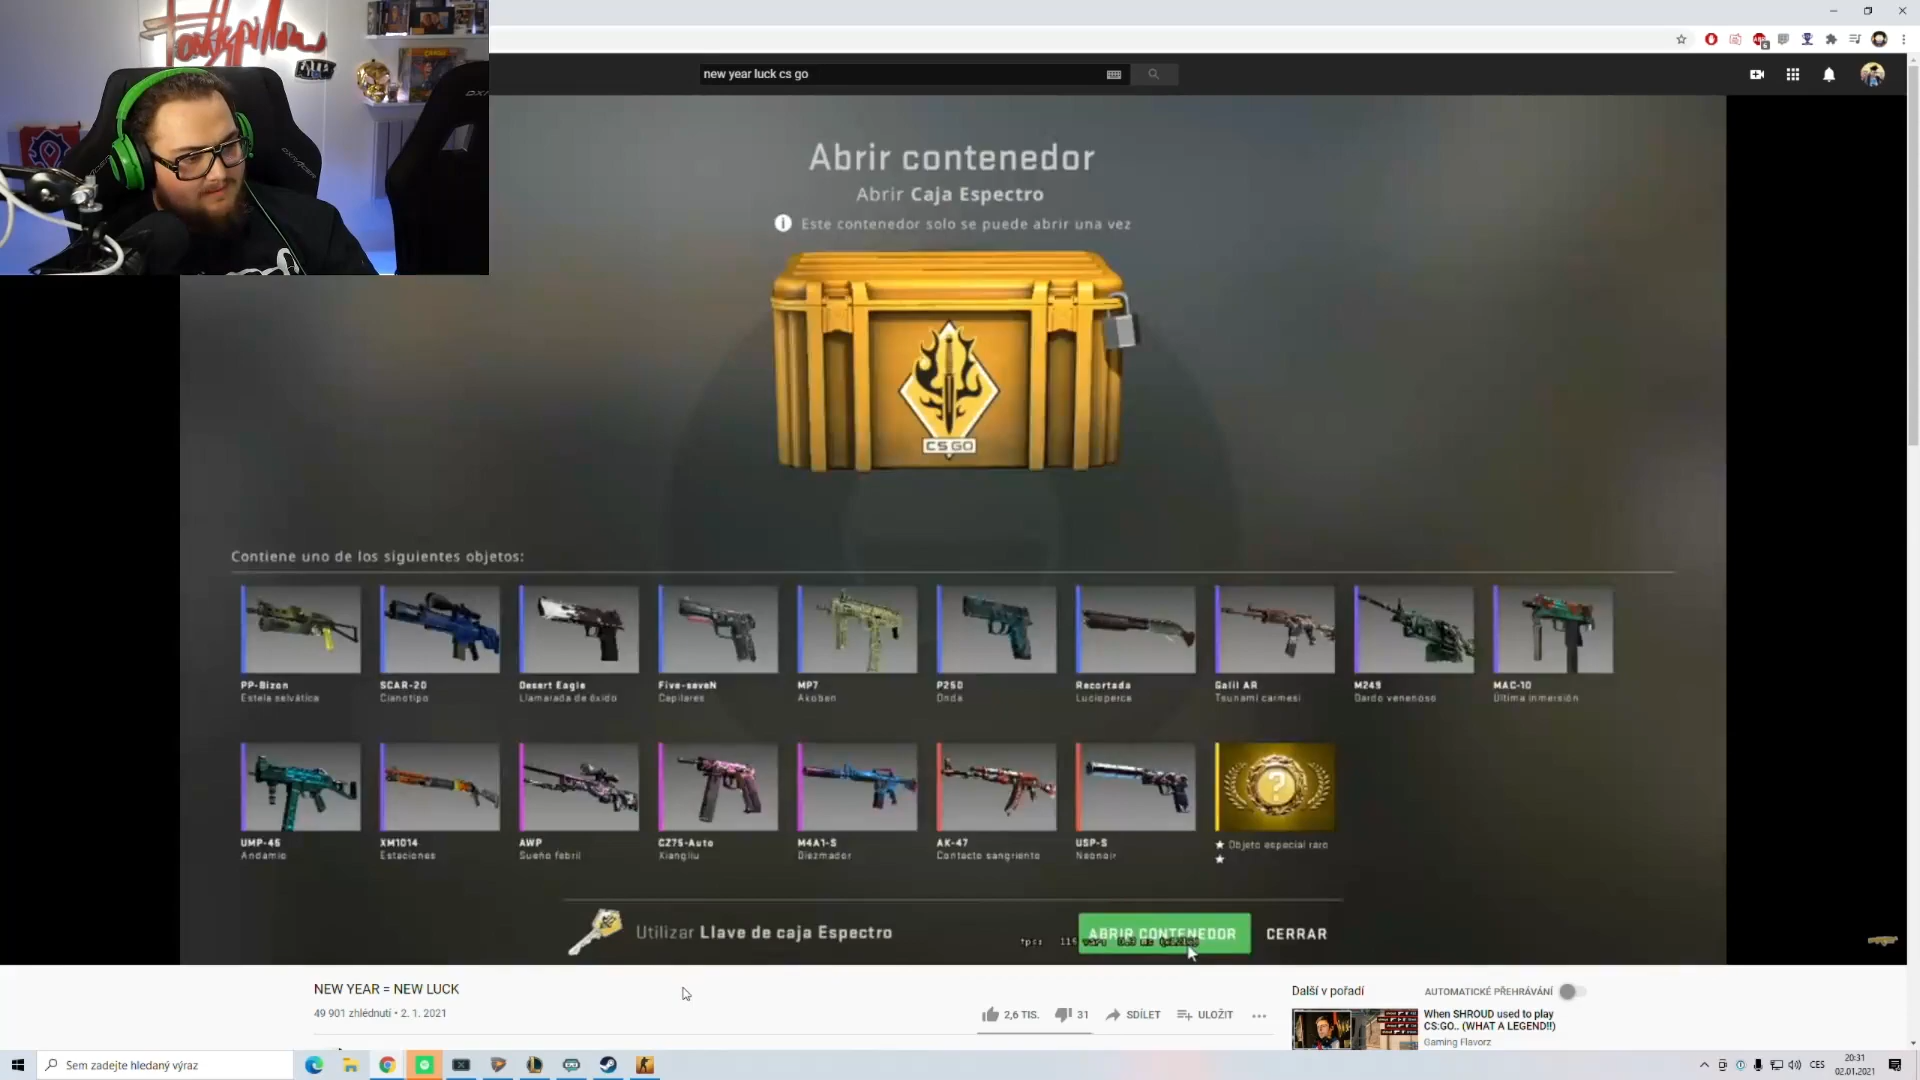 new year luck cs go
Abrir contenedor
Abrir Caja Espectro
Este contenedor solo se puede abrir una vez
CS GO
Contiene uno de los siguientes objetos:
PP-Bizon
Estela selvática
SCAR-20
Cianotipo
Desert Eagle
Llamarada de óxido
Five-seveN
Capilares
MP7
Akoben
P250
Onda
Recortada
Lucioperca
Galil AR
Tsunami carmesí
M249
Dardo venenoso
MAC-10
Última inmersión
UMP-45
Andamio
XM1014
Estaciones
AWP
Sueño febril
CZ75-Auto
Xiangliu
M4A1-S
Diezmador
AK-47
Contacto sangriento
USP-S
Neonoir
★ Objeto especial raro
★
Utilizar Llave de caja Espectro
ABRIR CONTENEDOR
CERRAR
NEW YEAR = NEW LUCK
49 901 zhlédnutí • 2. 1. 2021
2,6 TIS.
31
SDÍLET
ULOŽIT
Další v pořadí
AUTOMATICKÉ PŘEHRÁVÁNÍ
When SHROUD used to play
CS:GO.. (WHAT A LEGEND!!)
Gaming Flavorz
Sem zadejte hledaný výraz
CES
20:31
02.01.2021